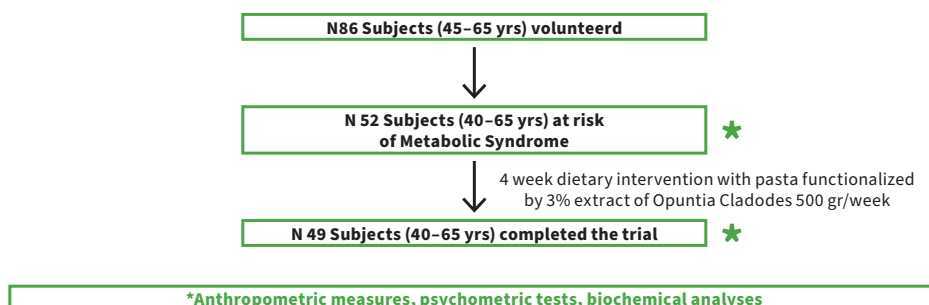 N86 Subjects (45–65 yrs) volunteerd
N 52 Subjects (40–65 yrs) at risk
of Metabolic Syndrome
*
4 week dietary intervention with pasta functionalized
by 3% extract of Opuntia Cladodes 500 gr/week
N 49 Subjects (40–65 yrs) completed the trial
*
*Anthropometric measures, psychometric tests, biochemical analyses